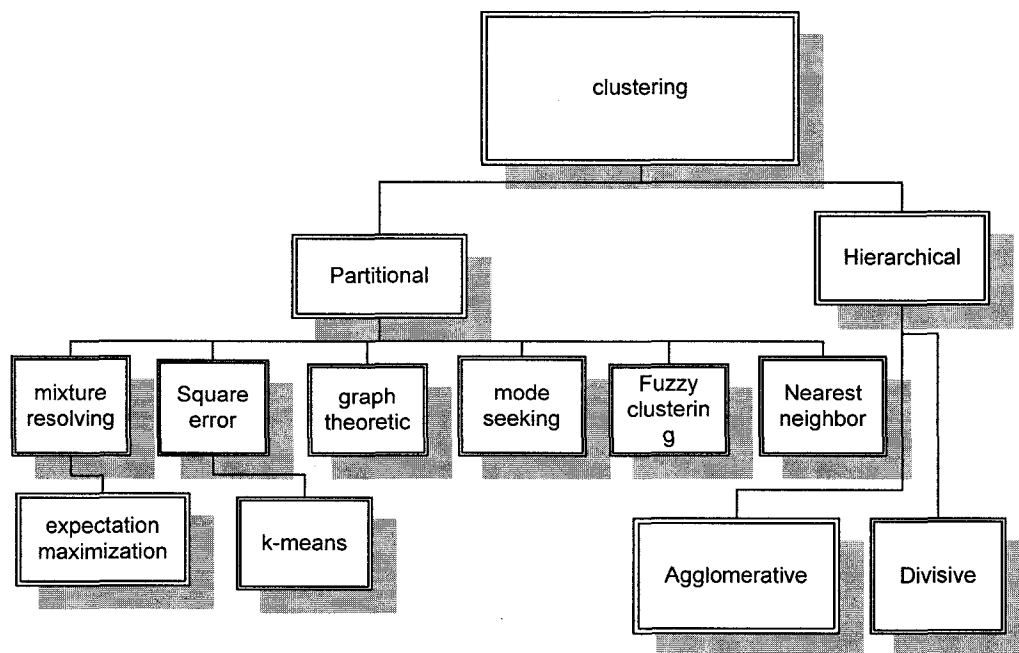 clustering
Partitional
Hierarchical
mixture
resolving
Square
error
graph
theoretic
mode
seeking
Fuzzy
clusterin
g
Nearest
neighbor
expectation
maximization
k-means
Agglomerative
Divisive